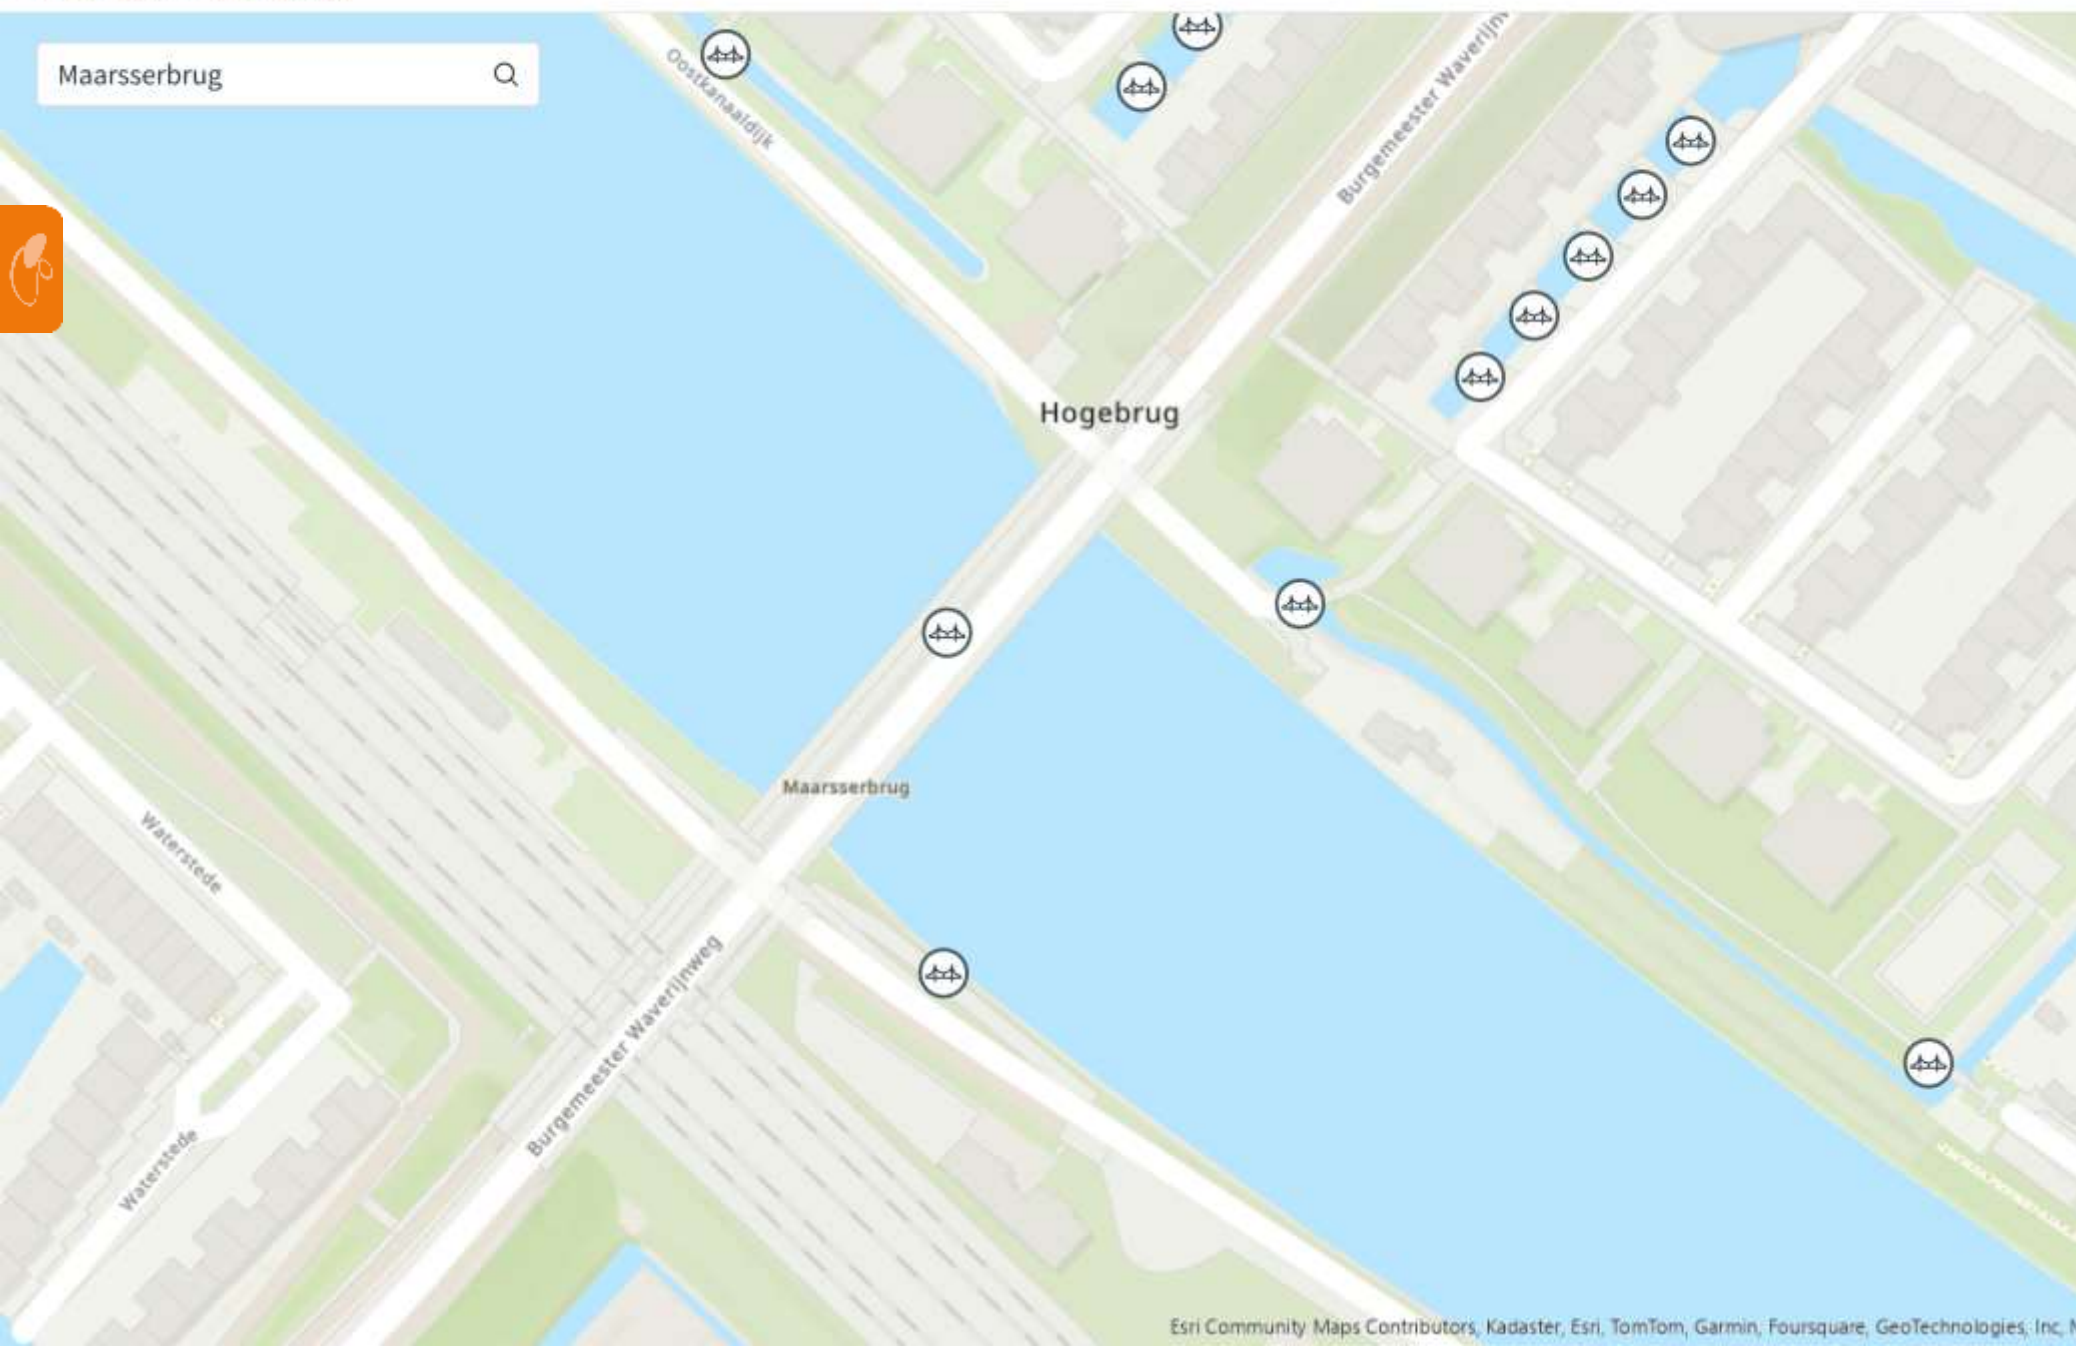 Maarsserbrug
Oostkanaaldijk
Burgemeester Waverijnw
Hogebrug
Maarsserbrug
Waterstede
Burgemeester Waverijnweg
Waterstede
Esri Community Maps Contributors, Kadaster, Esri, TomTom, Garmin, Foursquare, GeoTechnologies, Inc,